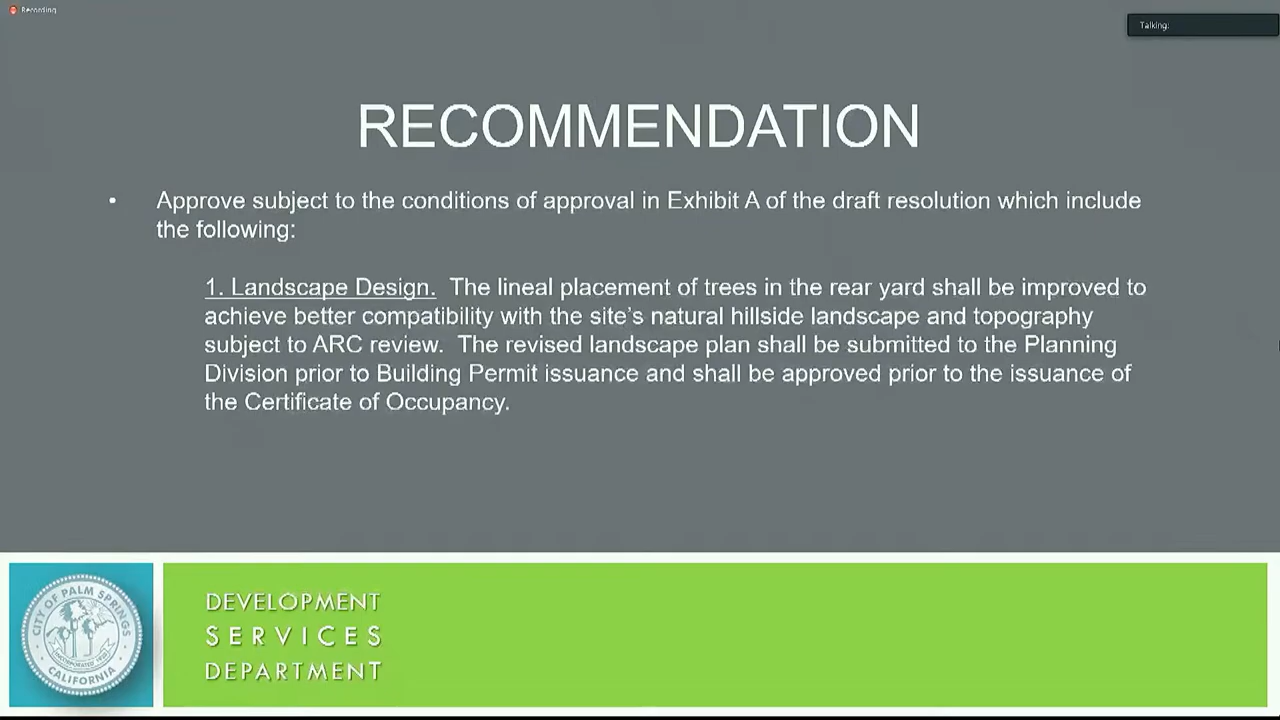 Recording
Talking:
RECOMMENDATION
• Approve subject to the conditions of approval in Exhibit A of the draft resolution which include
the following:
1. Landscape Design. The lineal placement of trees in the rear yard shall be improved to
achieve better compatibility with the site's natural hillside landscape and topography
subject to ARC review. The revised landscape plan shall be submitted to the Planning
Division prior to Building Permit issuance and shall be approved prior to the issuance of
the Certificate of Occupancy.
CITY OF PALM SPRINGS
CALIFORNIA
DEVELOPMENT
SERVICES
DEPARTMENT